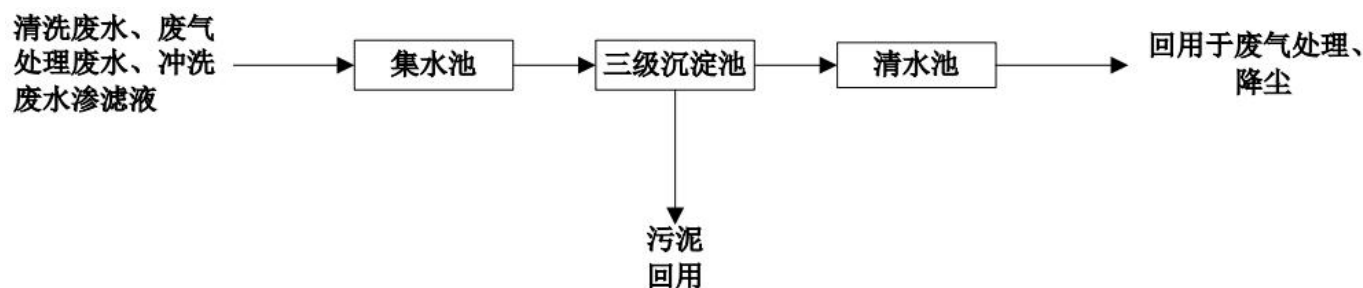 清洗废水、废气
处理废水、冲洗
废水渗滤液
集水池
三级沉淀池
清水池
回用于废气处理、
降尘
污泥
回用